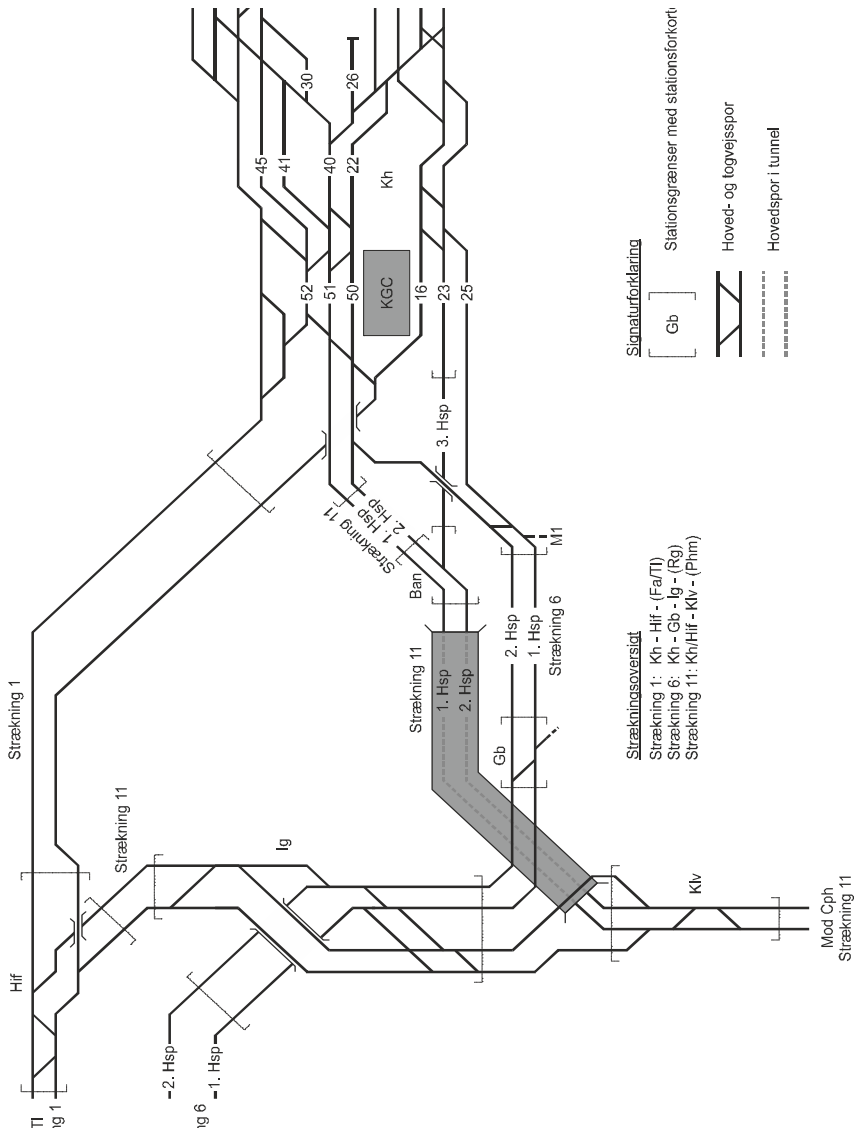 30
26
45
41
40
22
Kh
52
51
50
KGC
16
23
25
3. Hsp
1. Hsp
2. Hsp
Strækning 11
Ban
M1
Strækning 1
Strækning 11
1. Hsp
2. Hsp
2. Hsp
1. Hsp
Strækning 6
Gb
Strækning 11
Ig
Hif
Klv
2. Hsp
1. Hsp
TI
ng 1
ng 6
Mod Cph
Strækning 11
Signaturforklaring
Gb
Stationsgrænser med stationsforkort
Hoved- og togvejsspor
Hovedspor i tunnel
Strækningsoversigt
Strækning 1: Kh - Hif - (Fa/Tl)
Strækning 6: Kh - Gb - Ig - (Rg)
Strækning 11: Kh/Hif - Klv - (Phm)